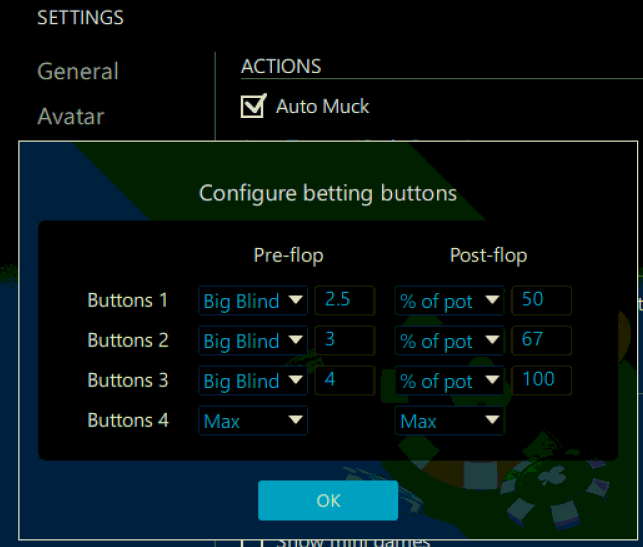 SETTINGS
General
ACTIONS
Auto Muck
Avatar
Configure betting buttons
Pre-flop Post-flop
Buttons 1 Big Blind 2.5 % of pot 50
Buttons 2 Big Blind 3 % of pot 67
Buttons 3 Big Blind 4 % of pot 100
Buttons 4 Max Max
OK
Show mini games